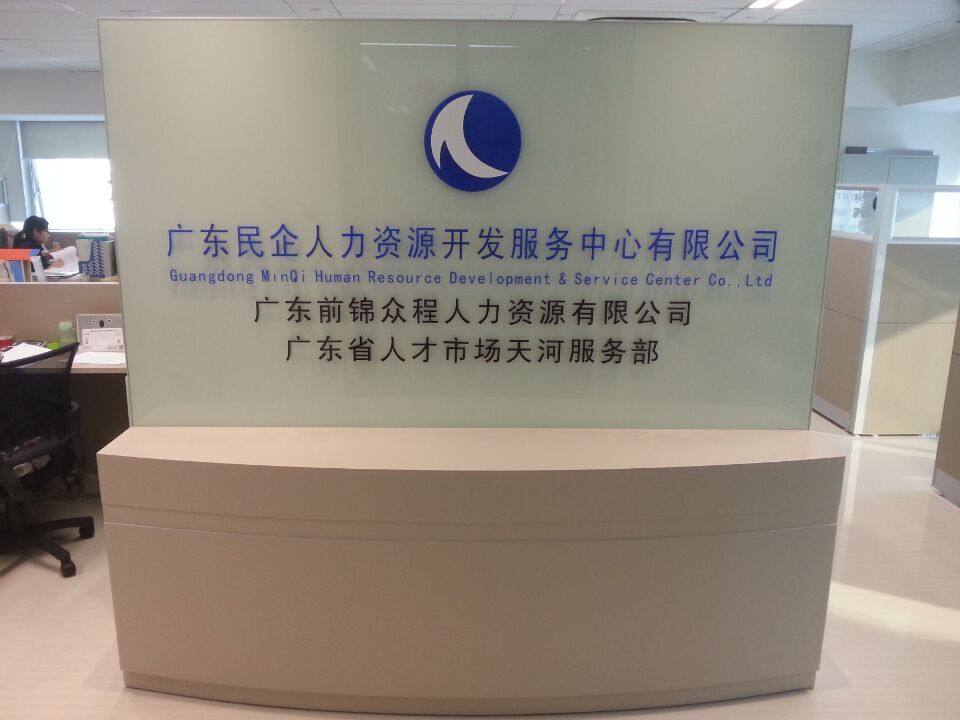 广东民企人力资源开发服务中心有限公司
Guangdong MinQi Human Resource Development & Service Center Co.,Ltd
广东前锦众程人力资源有限公司
广东省人才市场天河服务部